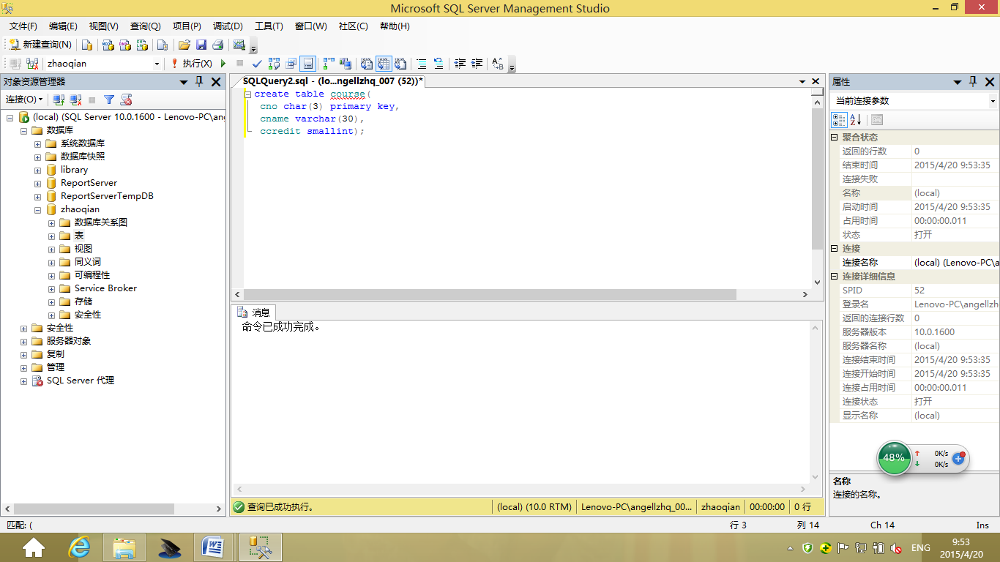 Microsoft SQL Server Management Studio
文件(F) 编辑(E) 视图(V) 查询(Q) 项目(P) 调试(D) 工具(T) 窗口(W) 社区(C) 帮助(H)
新建查询(N)
zhaoqian 执行(X)
对象资源管理器
连接(O)
(local) (SQL Server 10.0.1600 - Lenovo-PC\an
数据库
系统数据库
数据库快照
library
ReportServer
ReportServerTempDB
zhaoqian
数据库关系图
表
视图
同义词
可编程性
Service Broker
存储
安全性
安全性
服务器对象
复制
管理
SQL Server 代理
SQLQuery2.sql - (lo...ngellzhq_007 (52))*
create table course(
cno char(3) primary key,
cname varchar(30),
ccredit smallint);
消息
命令已成功完成。
查询已成功执行。 (local) (10.0 RTM) Lenovo-PC\angellzhq_00... zhaoqian 00:00:00 0 行
属性
当前连接参数
聚合状态
返回的行数 0
结束时间 2015/4/20 9:53:35
连接失败
名称 (local)
启动时间 2015/4/20 9:53:35
占用时间 00:00:00.011
状态 打开
连接
连接名称 (local) (Lenovo-PC\a
连接详细信息
SPID 52
登录名 Lenovo-PC\angellzh
返回的连接行数 0
服务器版本 10.0.1600
服务器名称 (local)
连接结束时间 2015/4/20 9:53:35
连接开始时间 2015/4/20 9:53:35
连接占用时间 00:00:00.011
连接状态 打开
显示名称 (local)
48% 0K/s
0K/s
名称
连接的名称。
匹配: ( 行 3 列 14 Ch 14 Ins
ENG 9:53
2015/4/20